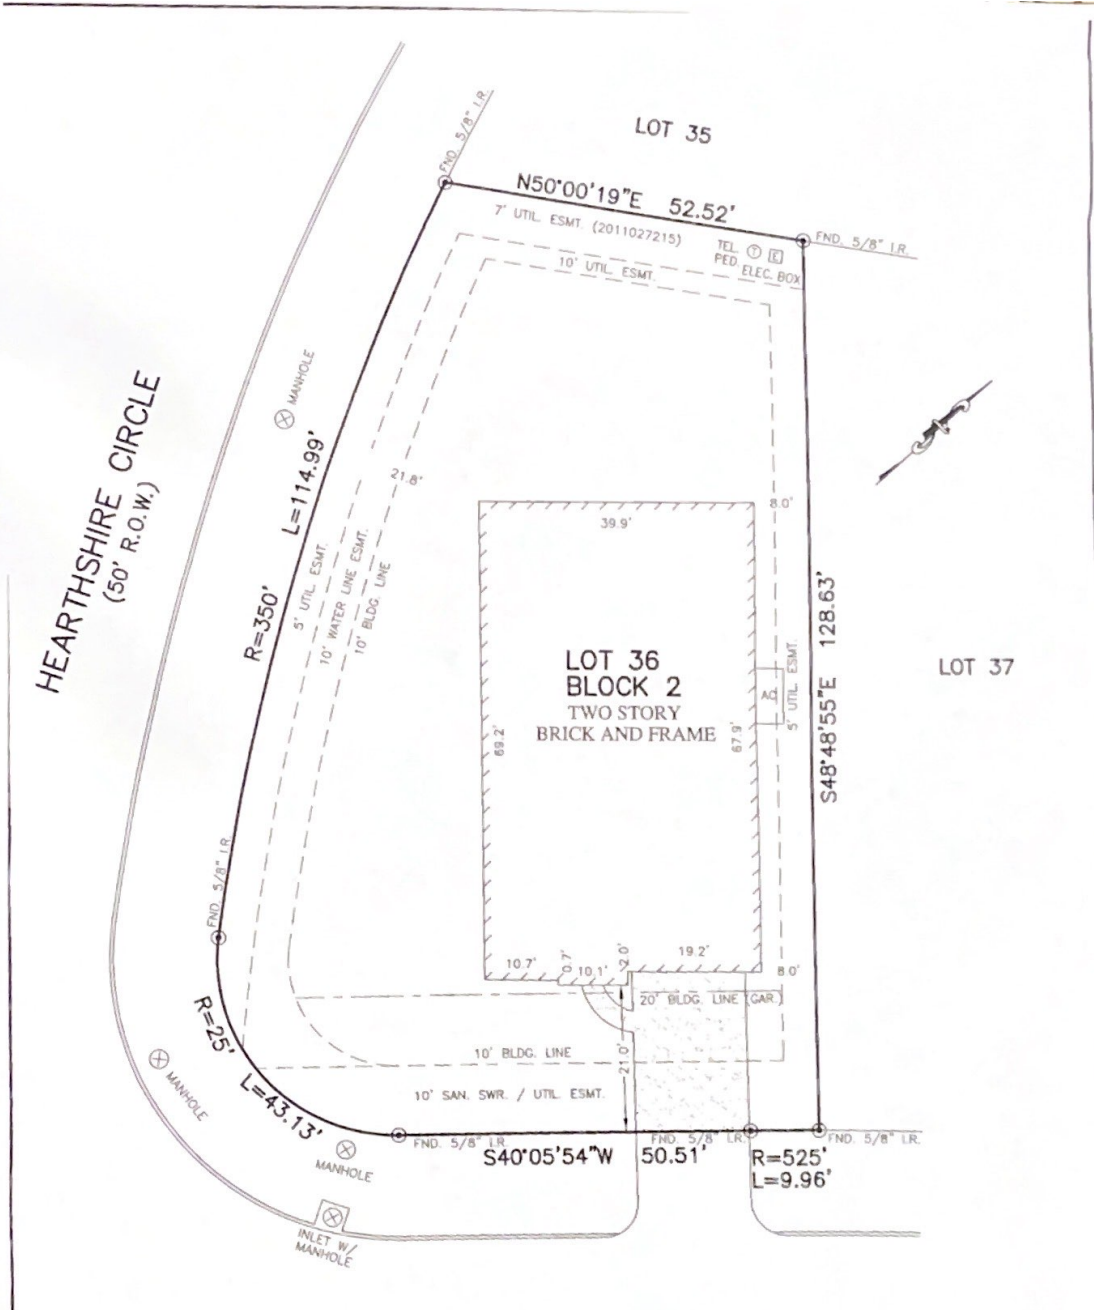 LOT 35
FND. 5/8" I.R.
N50°00'19"E 52.52'
7' UTIL. ESMT. (2011027215)
TEL. PED.
T
E
ELEC. BOX
FND. 5/8" I.R.
10' UTIL. ESMT.
MANHOLE
HEARTHSHIRE CIRCLE
(50' R.O.W.)
R=350' L=114.99'
5' UTIL. ESMT.
10' WATER LINE ESMT.
10' BLDG. LINE
21.8'
39.9'
8.0'
LOT 36
BLOCK 2
TWO STORY
BRICK AND FRAME
69.2'
67.9'
AC
5' UTIL. ESMT.
S48°48'55"E 128.63'
LOT 37
FND. 5/8" I.R.
10.7'
0.7'
10.1'
2.0'
19.2'
8.0'
20' BLDG. LINE (GAR.)
10' BLDG. LINE
21.0'
10' SAN. SWR. / UTIL. ESMT.
R=25'
L=43.13'
MANHOLE
MANHOLE
FND. 5/8" I.R.
FND. 5/8" I.R.
FND. 5/8" I.R.
S40°05'54"W 50.51'
R=525'
L=9.96'
INLET W/
MANHOLE